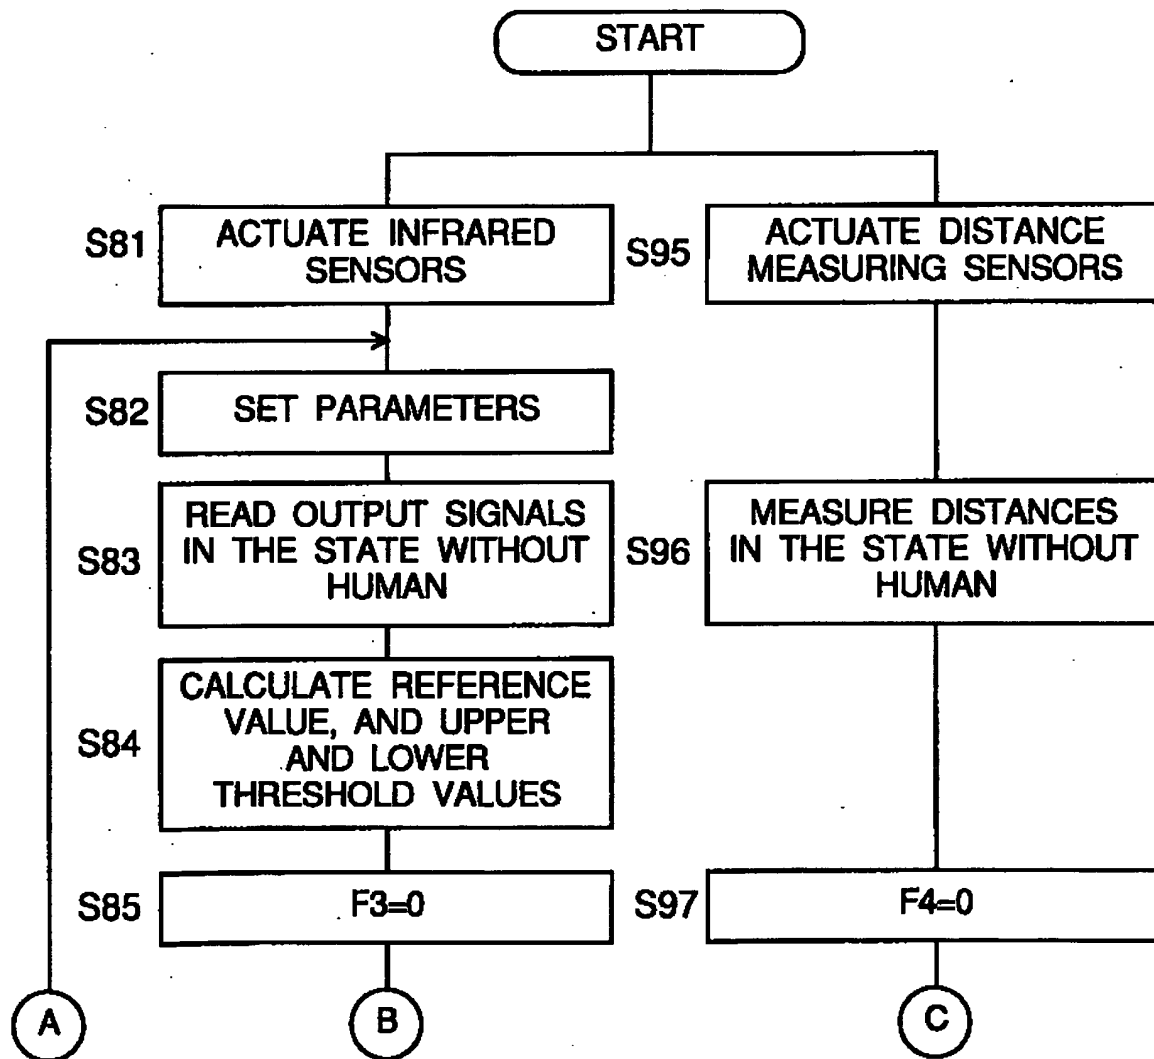 START
S81
ACTUATE INFRARED
SENSORS
S95
ACTUATE DISTANCE
MEASURING SENSORS
S82
SET PARAMETERS
S83
READ OUTPUT SIGNALS
IN THE STATE WITHOUT
HUMAN
S96
MEASURE DISTANCES
IN THE STATE WITHOUT
HUMAN
S84
CALCULATE REFERENCE
VALUE, AND UPPER
AND LOWER
THRESHOLD VALUES
S85
F3=0
S97
F4=0
A
B
C